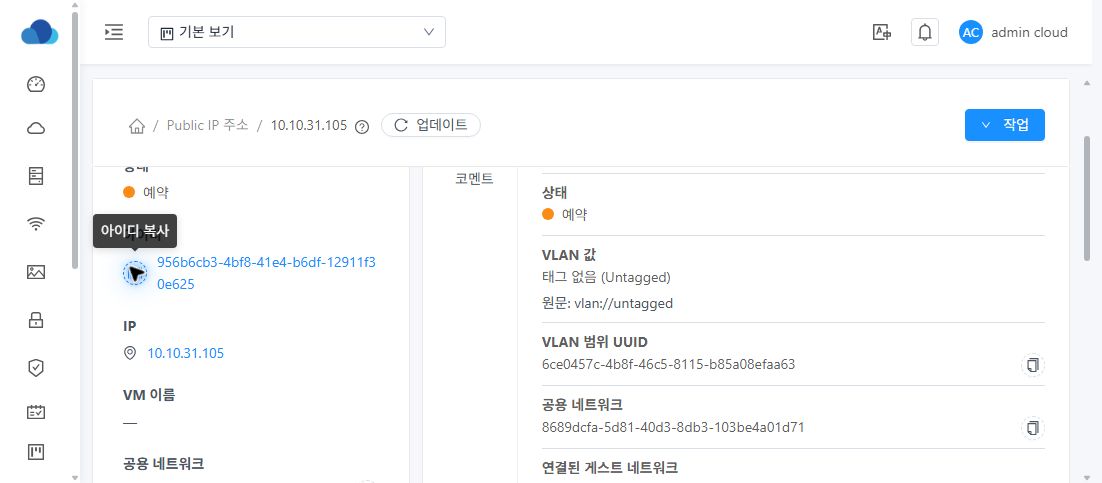 기본 보기
AC admin cloud
/ Public IP 주소 / 10.10.31.105
업데이트
작업
상태
예약
아이디 복사
956b6cb3-4bf8-41e4-b6df-12911f3
0e625
IP
10.10.31.105
VM 이름
—
공용 네트워크
코멘트
상태
예약
VLAN 값
태그 없음 (Untagged)
원문: vlan://untagged
VLAN 범위 UUID
6ce0457c-4b8f-46c5-8115-b85a08efaa63
공용 네트워크
8689dcfa-5d81-40d3-8db3-103be4a01d71
연결된 게스트 네트워크